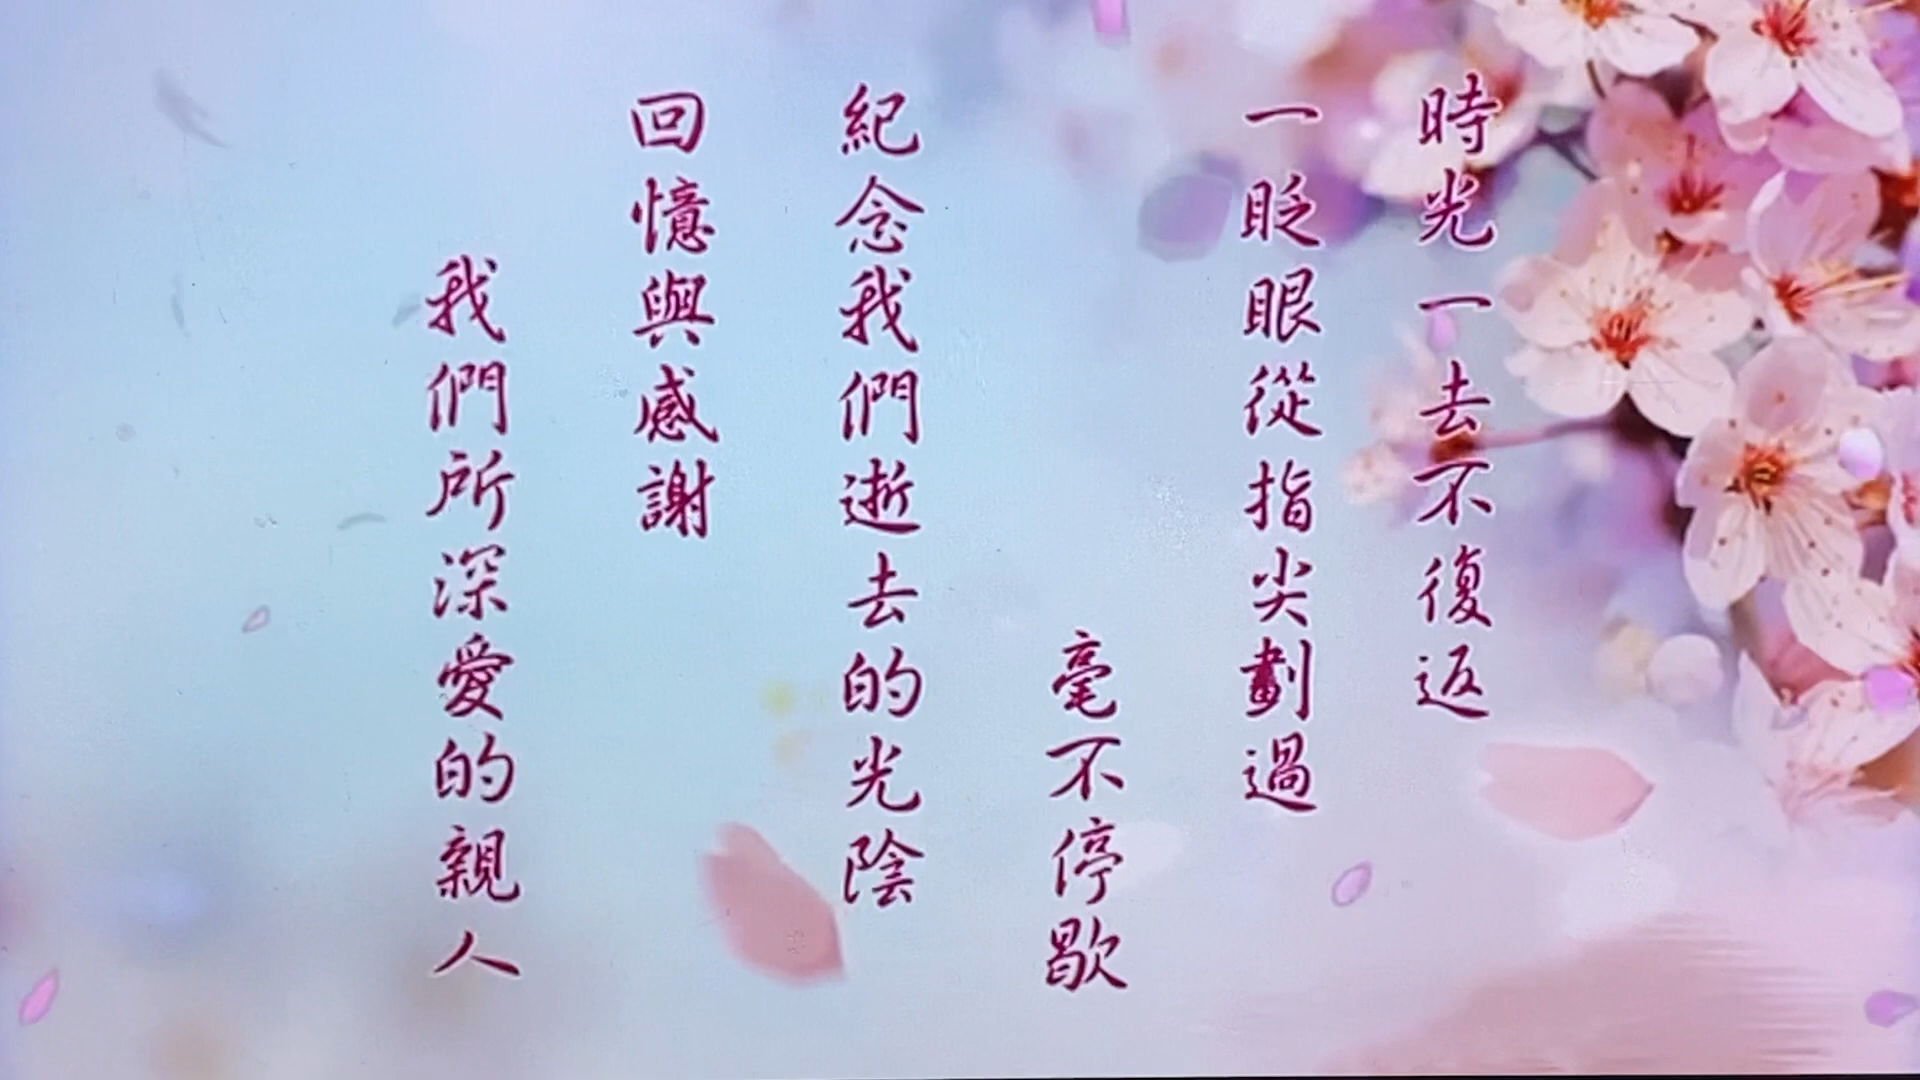 時光一去不復返
一眨眼從指尖劃過
毫不停歇
紀念我們逝去的光陰
回憶與感謝
我們所深愛的親人